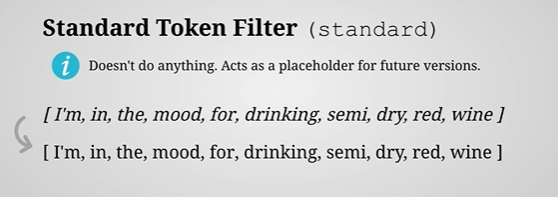 Standard Token Filter (standard)
i Doesn't do anything. Acts as a placeholder for future versions.
[ I'm, in, the, mood, for, drinking, semi, dry, red, wine ]
[ I'm, in, the, mood, for, drinking, semi, dry, red, wine ]